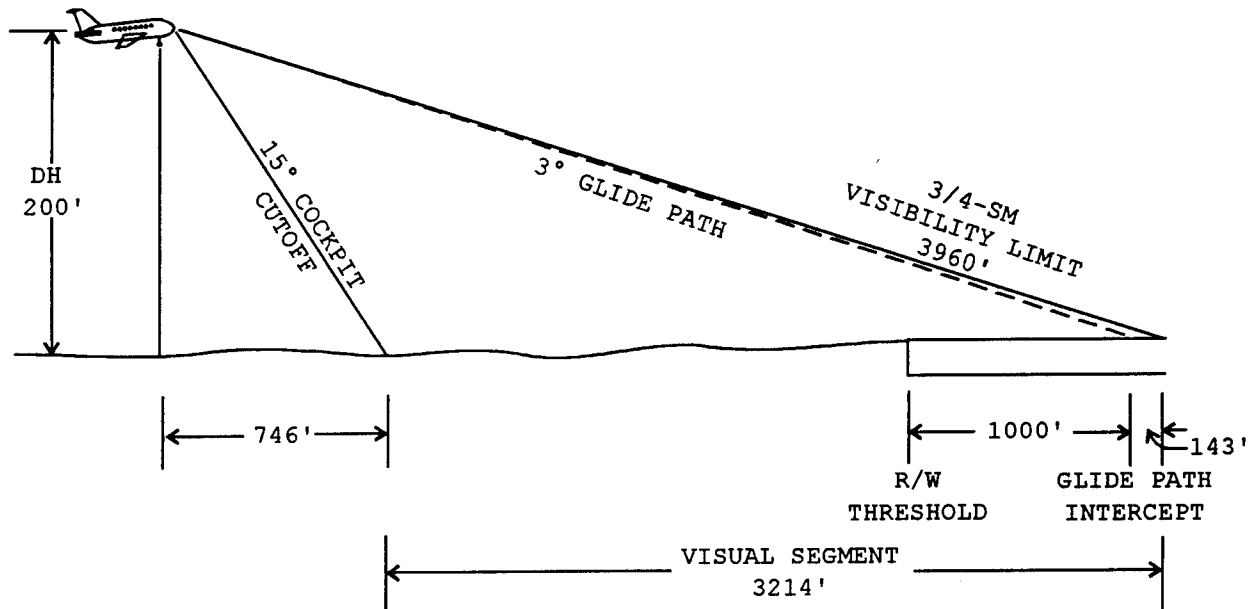 DH
200'
15° COCKPIT
CUTOFF
3° GLIDE PATH
3/4-SM
VISIBILITY LIMIT
3960'
746'
1000'
143'
R/W
THRESHOLD
GLIDE PATH
INTERCEPT
VISUAL SEGMENT
3214'